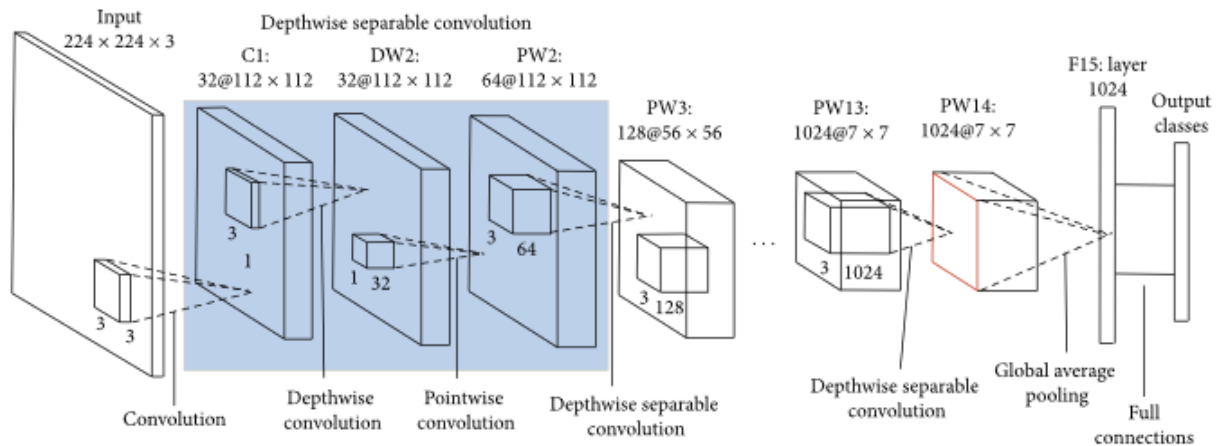 Input
224 × 224 × 3
Depthwise separable convolution
C1:
32@112 × 112
DW2:
32@112 × 112
PW2:
64@112 × 112
PW3:
128@56 × 56
PW13:
1024@7 × 7
PW14:
1024@7 × 7
F15: layer
1024
Output
classes
3
3
3
1
1
32
3
64
3
128
...
3
1024
Convolution
Depthwise
convolution
Pointwise
convolution
Depthwise separable
convolution
Depthwise separable
convolution
Global average
pooling
Full
connections